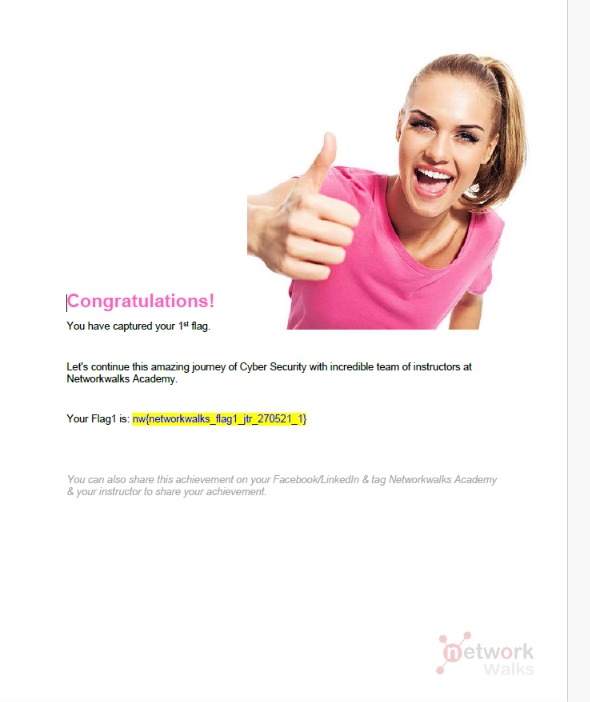 Congratulations!
You have captured your 1st flag.
Let's continue this amazing journey of Cyber Security with incredible team of instructors at
Networkwalks Academy.
Your Flag1 is: nw{networkwalks_flag1_jtr_270521_1}
You can also share this achievement on your Facebook/LinkedIn & tag Networkwalks Academy
& your instructor to share your achievement.
network
Walks